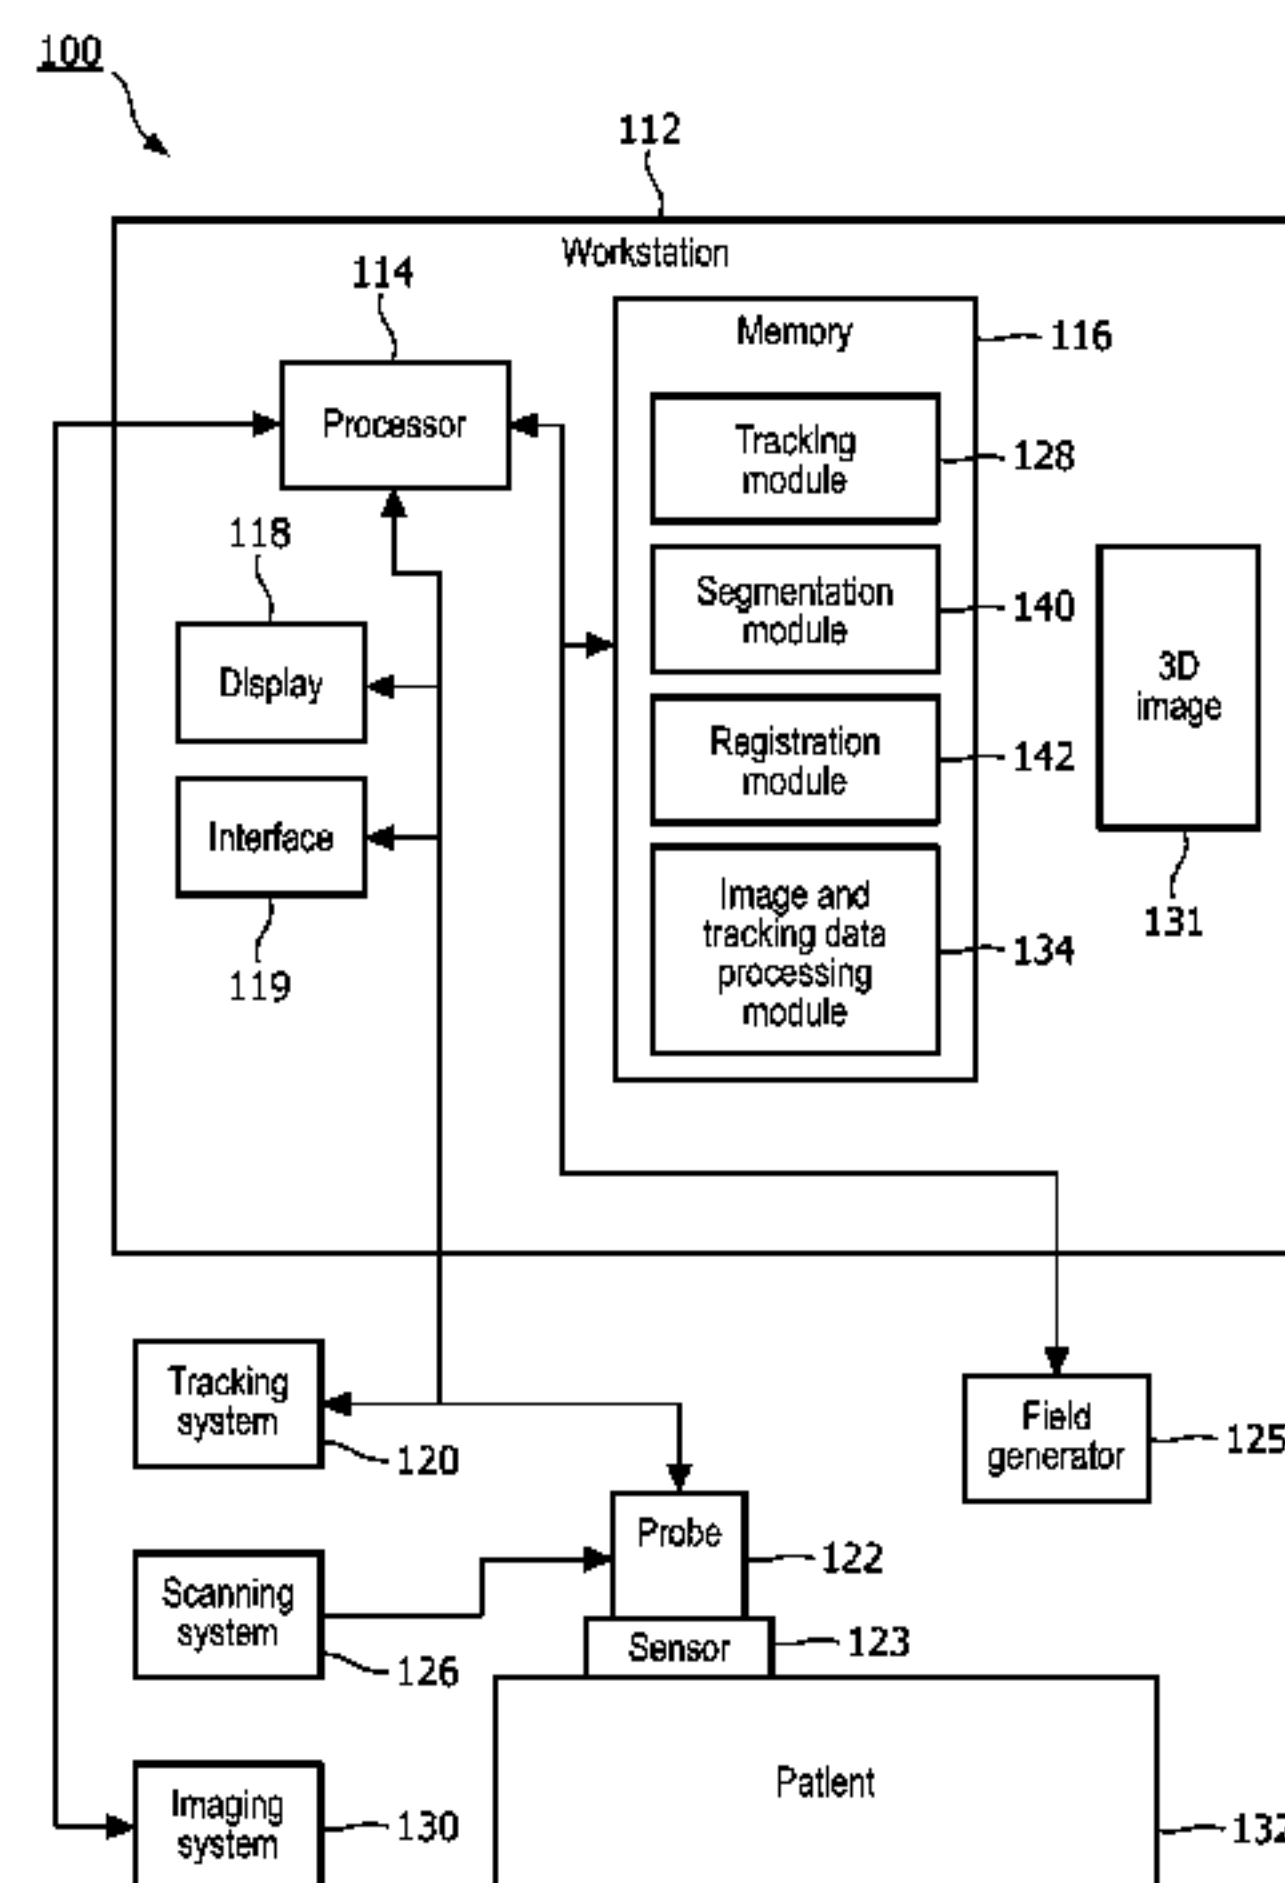 100
112
Workstation
114
Memory
116
Processor
Tracking
module
128
118
Segmentation
module
140
Display
3D
image
Registration
module
142
Interface
Image and
tracking data
processing
module
134
131
119
Tracking
system
120
Field
generator
125
Probe
122
Scanning
system
126
Sensor
123
Patient
Imaging
system
130
132